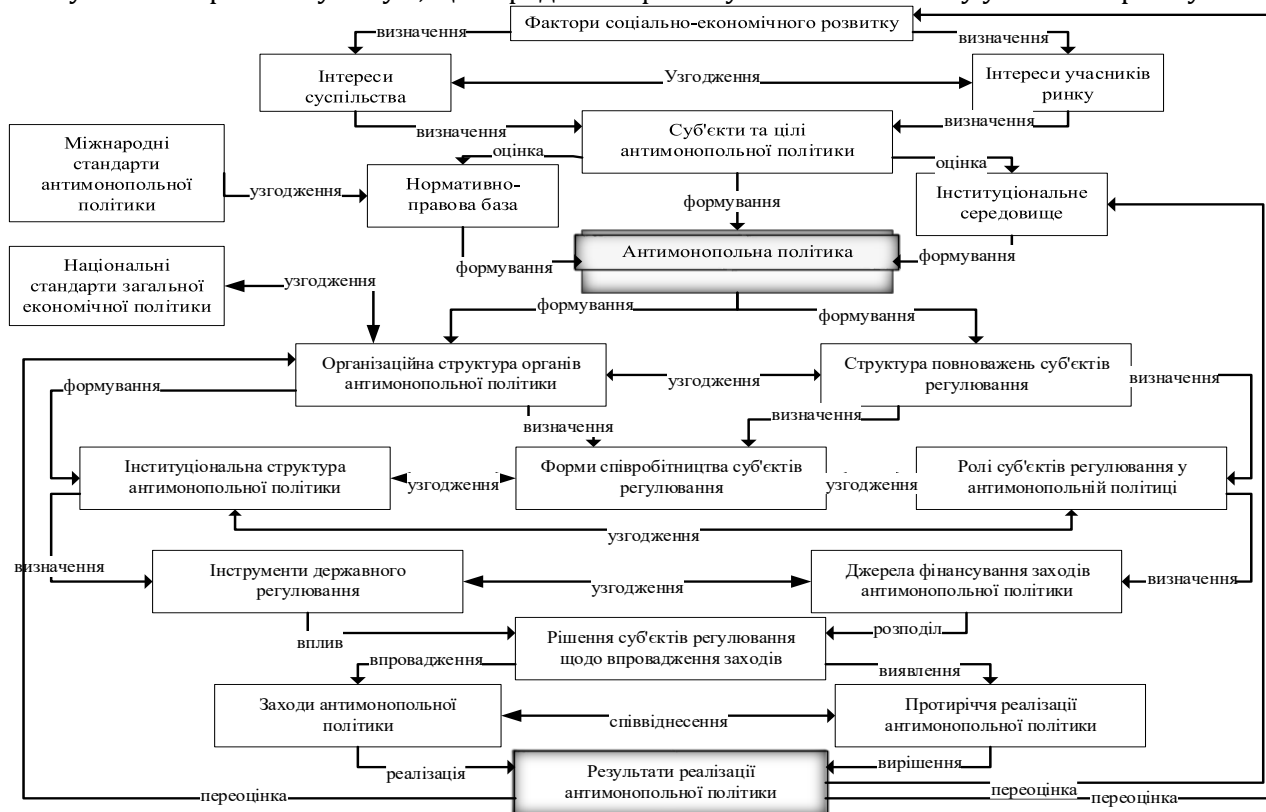 Фактори соціально-економічного розвитку
визначення
визначення
Інтереси
суспільства
Узгодження
Інтереси учасників
ринку
визначення
визначення
Суб'єкти та цілі
антимонопольної політики
Міжнародні
стандарти
антимонопольної
політики
узгодження
оцінка
оцінка
Нормативно-
правова база
формування
Інституціональне
середовище
Антимонопольна політика
формування
формування
Національні
стандарти загальної
економічної політики
узгодження
формування
формування
Організаційна структура органів
антимонопольної політики
узгодження
Структура повноважень суб'єктів
регулювання
формування
визначення
визначення
визначення
Інституціональна структура
антимонопольної політики
узгодження
Форми співробітництва суб'єктів
регулювання
узгодження
Ролі суб'єктів регулювання у
антимонопольній політиці
узгодження
визначення
Інструменти державного
регулювання
узгодження
Джерела фінансування заходів
антимонопольної політики
визначення
вплив
Рішення суб'єктів регулювання
щодо впровадження заходів
розподіл
впровадження
виявлення
Заходи антимонопольної
політики
співвіднесення
Протиріччя реалізації
антимонопольної політики
реалізація
Результати реалізації
антимонопольної політики
вирішення
переоцінка
переоцінка
переоцінка